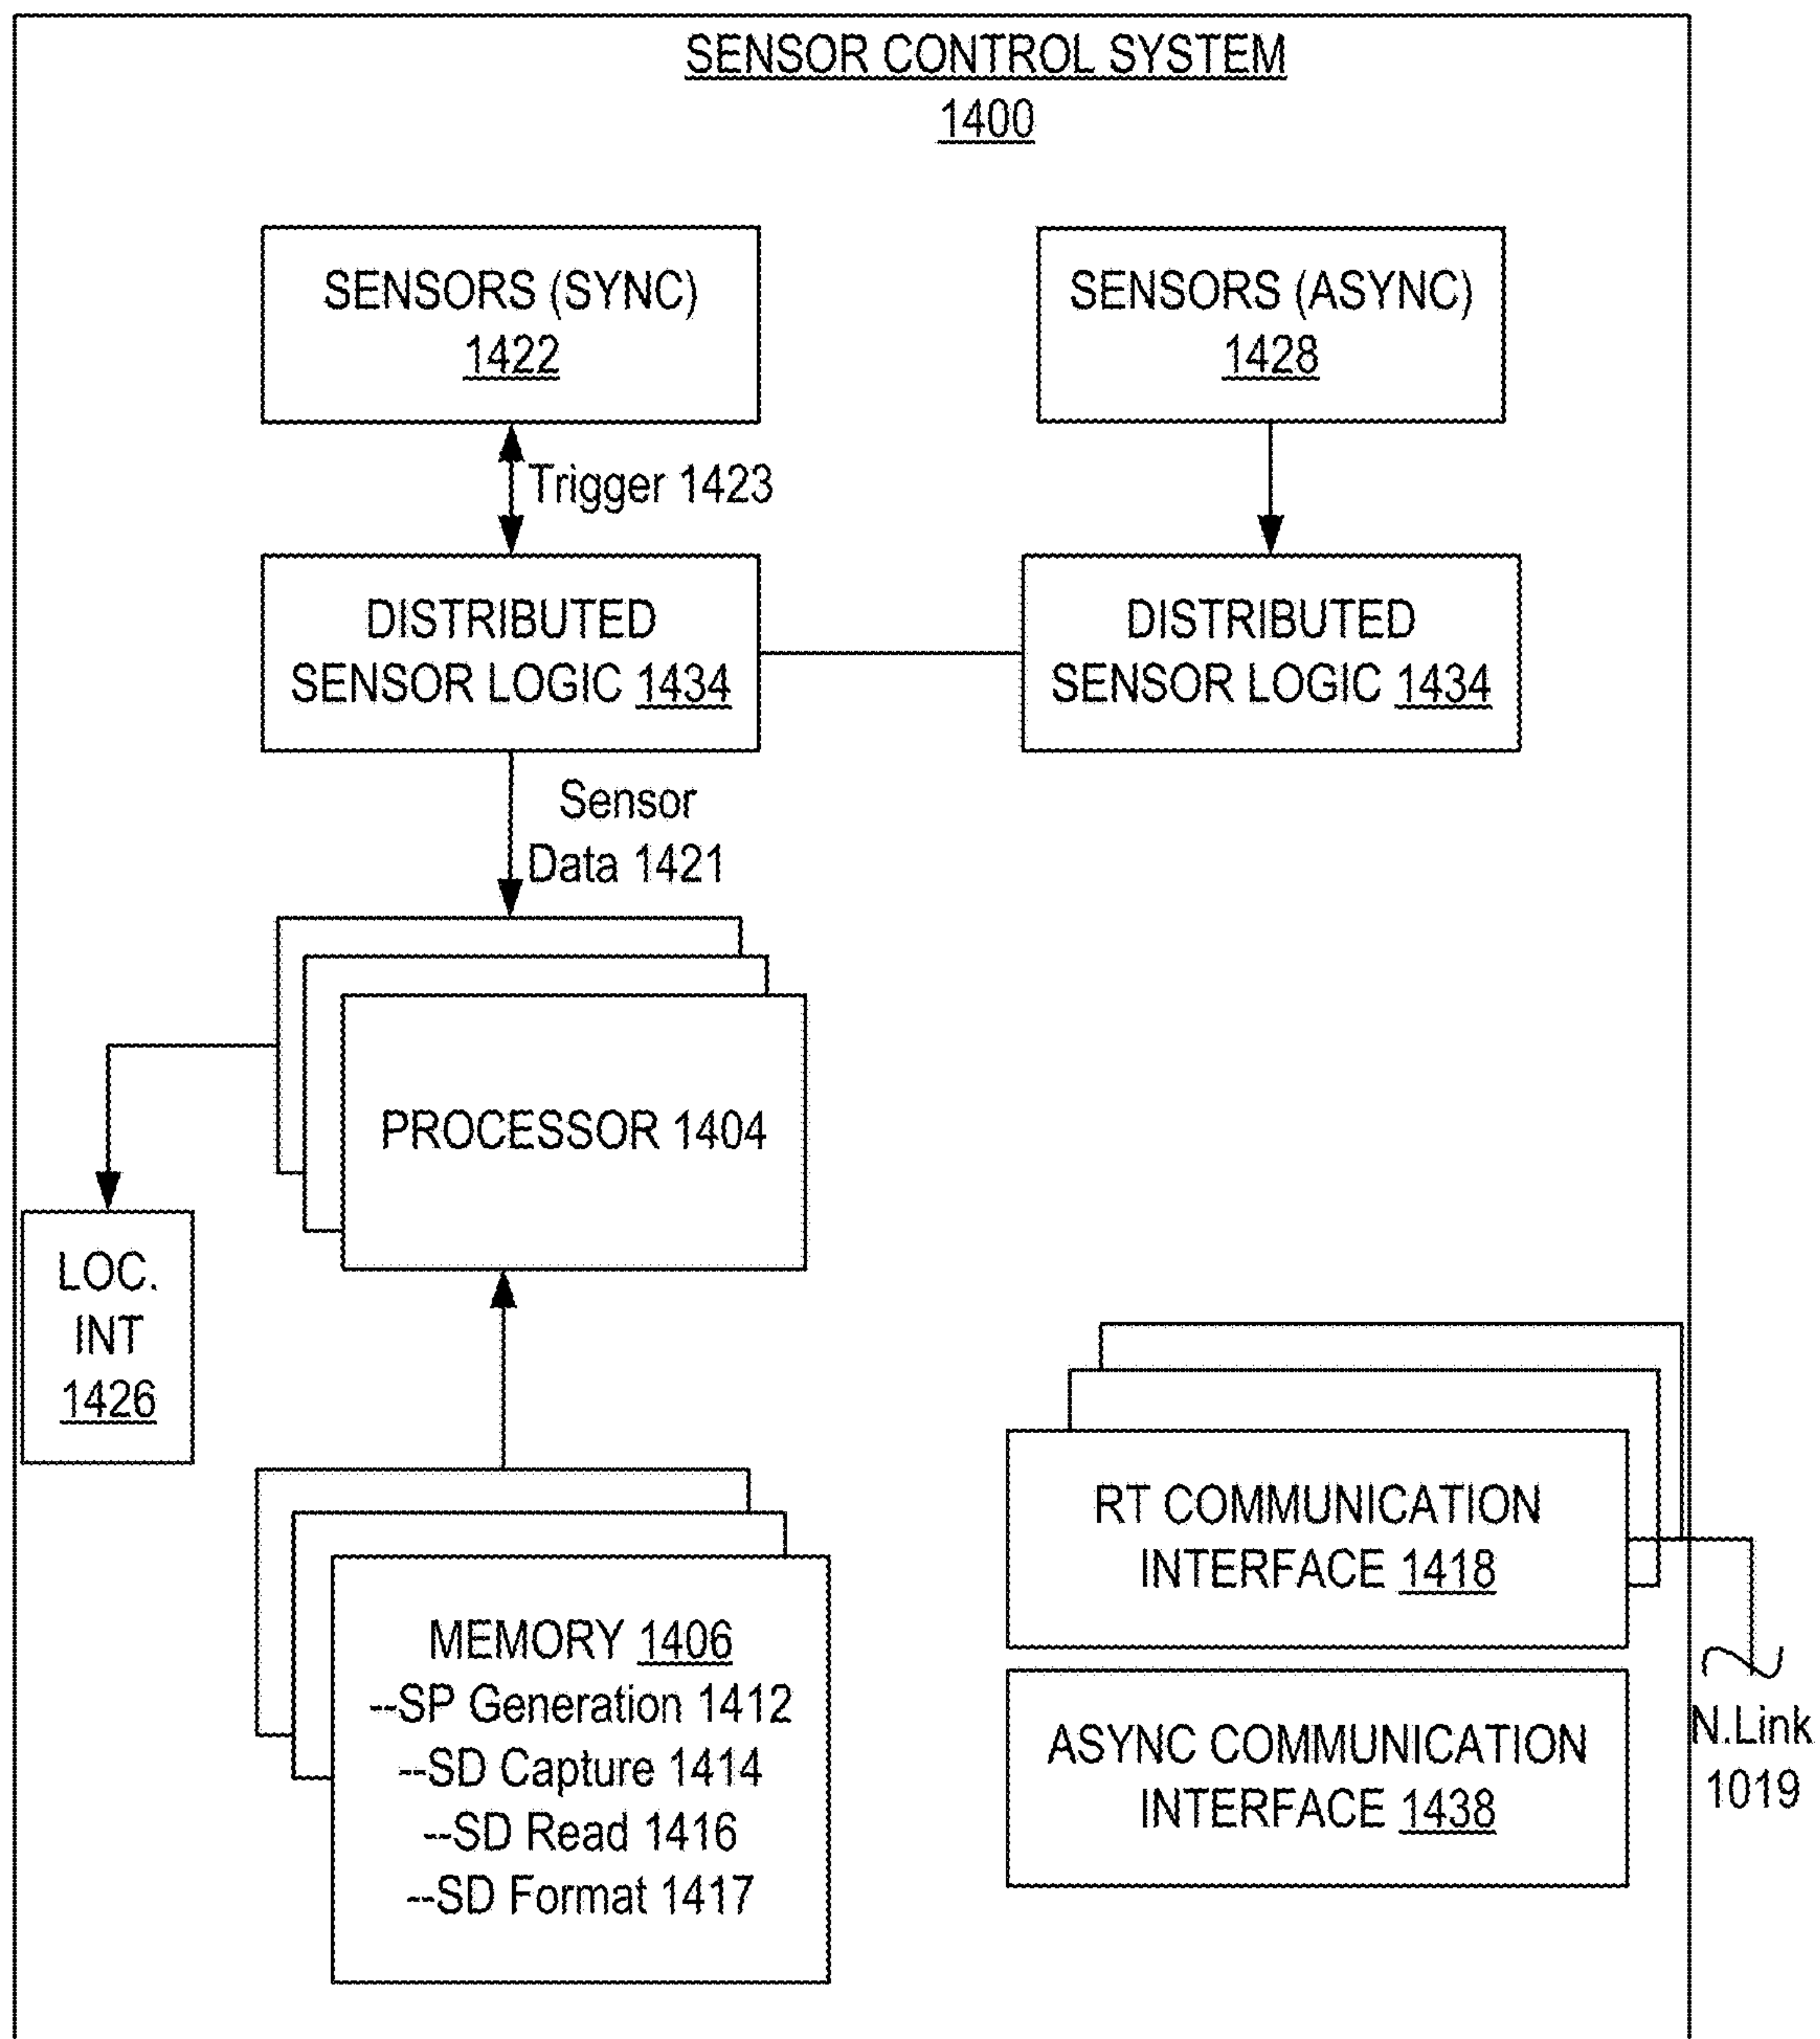 SENSOR CONTROL SYSTEM
1400
SENSORS (SYNC)
1422
SENSORS (ASYNC)
1428
Trigger 1423
DISTRIBUTED
SENSOR LOGIC 1434
DISTRIBUTED
SENSOR LOGIC 1434
Sensor
Data 1421
PROCESSOR 1404
LOC.
INT
1426
MEMORY 1406
--SP Generation 1412
--SD Capture 1414
--SD Read 1416
--SD Format 1417
RT COMMUNICATION
INTERFACE 1418
ASYNC COMMUNICATION
INTERFACE 1438
N.Link
1019